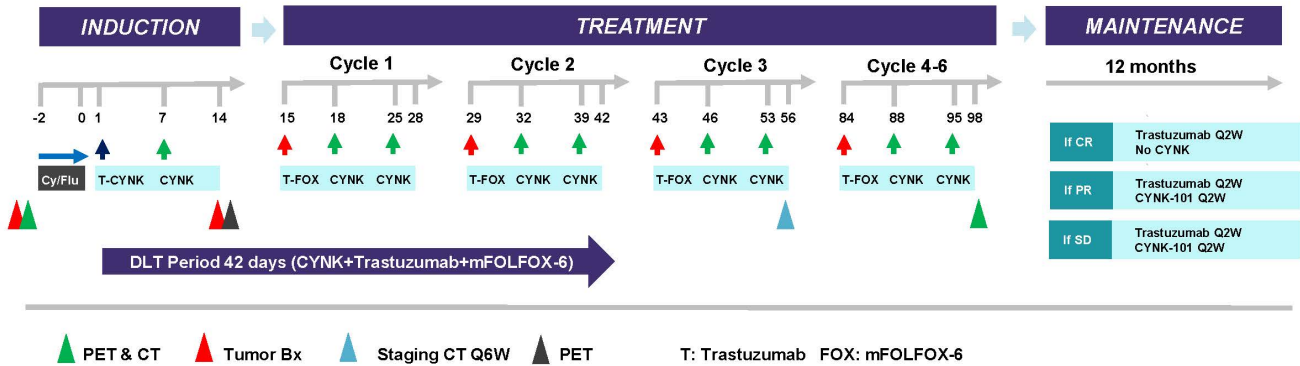 INDUCTION
TREATMENT
MAINTENANCE
Cycle 1
Cycle 2
Cycle 3
Cycle 4-6
12 months
-2 0 1 7 14
15 18 25 28
29 32 39 42
43 46 53 56
84 88 95 98
Cy/Flu
T-CYNK CYNK
T-FOX CYNK CYNK
T-FOX CYNK CYNK
T-FOX CYNK CYNK
T-FOX CYNK CYNK
If CR
Trastuzumab Q2W
No CYNK
If PR
Trastuzumab Q2W
CYNK-101 Q2W
If SD
Trastuzumab Q2W
CYNK-101 Q2W
DLT Period 42 days (CYNK+Trastuzumab+mFOLFOX-6)
PET & CT
Tumor Bx
Staging CT Q6W
PET
T: Trastuzumab FOX: mFOLFOX-6